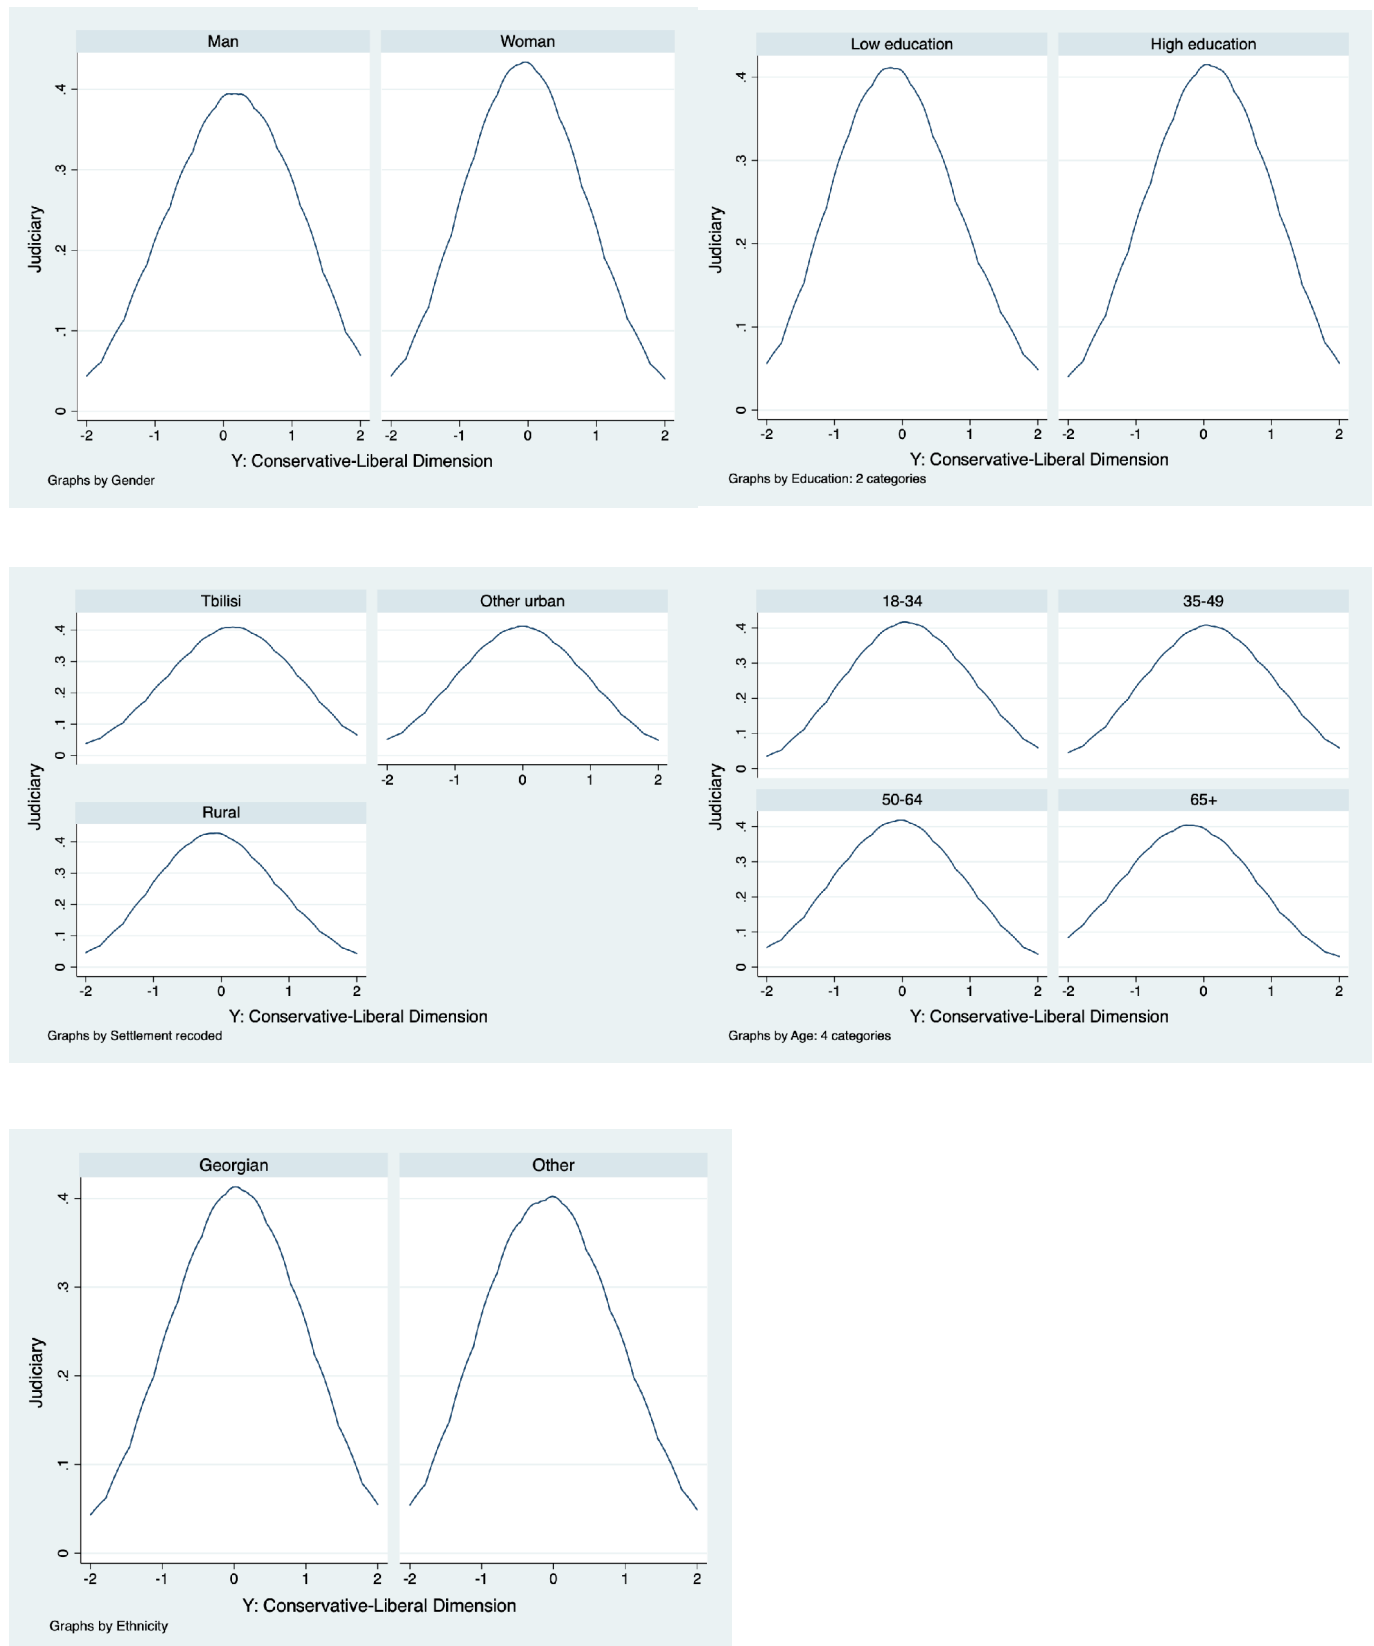 Man Woman
.4
.3
.2
.1
0
Judiciary
-2 -1 0 1 2 -2 -1 0 1 2
Y: Conservative-Liberal Dimension
Graphs by Gender
Low education High education
.4
.3
.2
.1
0
Judiciary
-2 -1 0 1 2 -2 -1 0 1 2
Y: Conservative-Liberal Dimension
Graphs by Education: 2 categories
Tbilisi Other urban
.4
.3
.2
.1
0
-2 -1 0 1 2
Judiciary
Rural
.4
.3
.2
.1
0
-2 -1 0 1 2
Y: Conservative-Liberal Dimension
Graphs by Settlement recoded
18-34 35-49
.4
.3
.2
.1
0
Judiciary
50-64 65+
.4
.3
.2
.1
0
-2 -1 0 1 2 -2 -1 0 1 2
Y: Conservative-Liberal Dimension
Graphs by Age: 4 categories
Georgian Other
.4
.3
.2
.1
0
Judiciary
-2 -1 0 1 2 -2 -1 0 1 2
Y: Conservative-Liberal Dimension
Graphs by Ethnicity